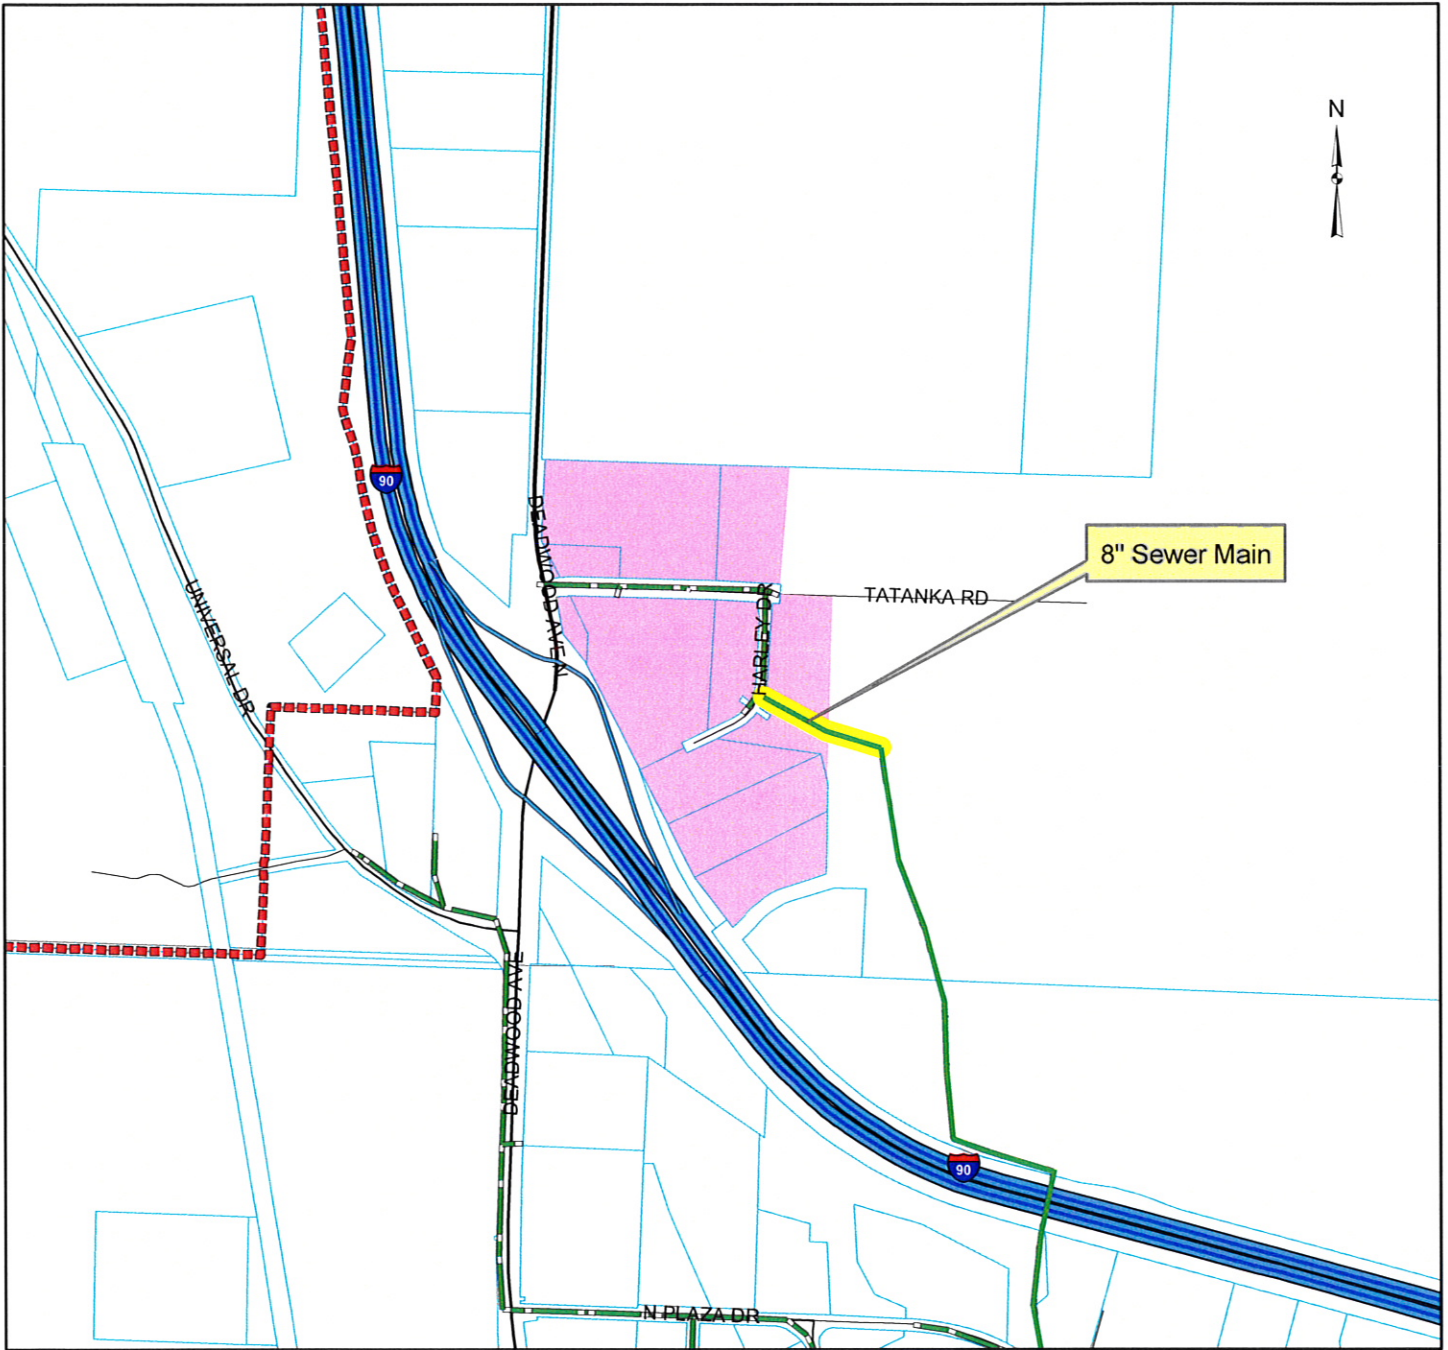 N
90
DEADWOOD AVE N
8" Sewer Main
TATANKA RD
HARLEY DR
UNIVERSAL DR
DEADWOOD AVE
90
N PLAZA DR